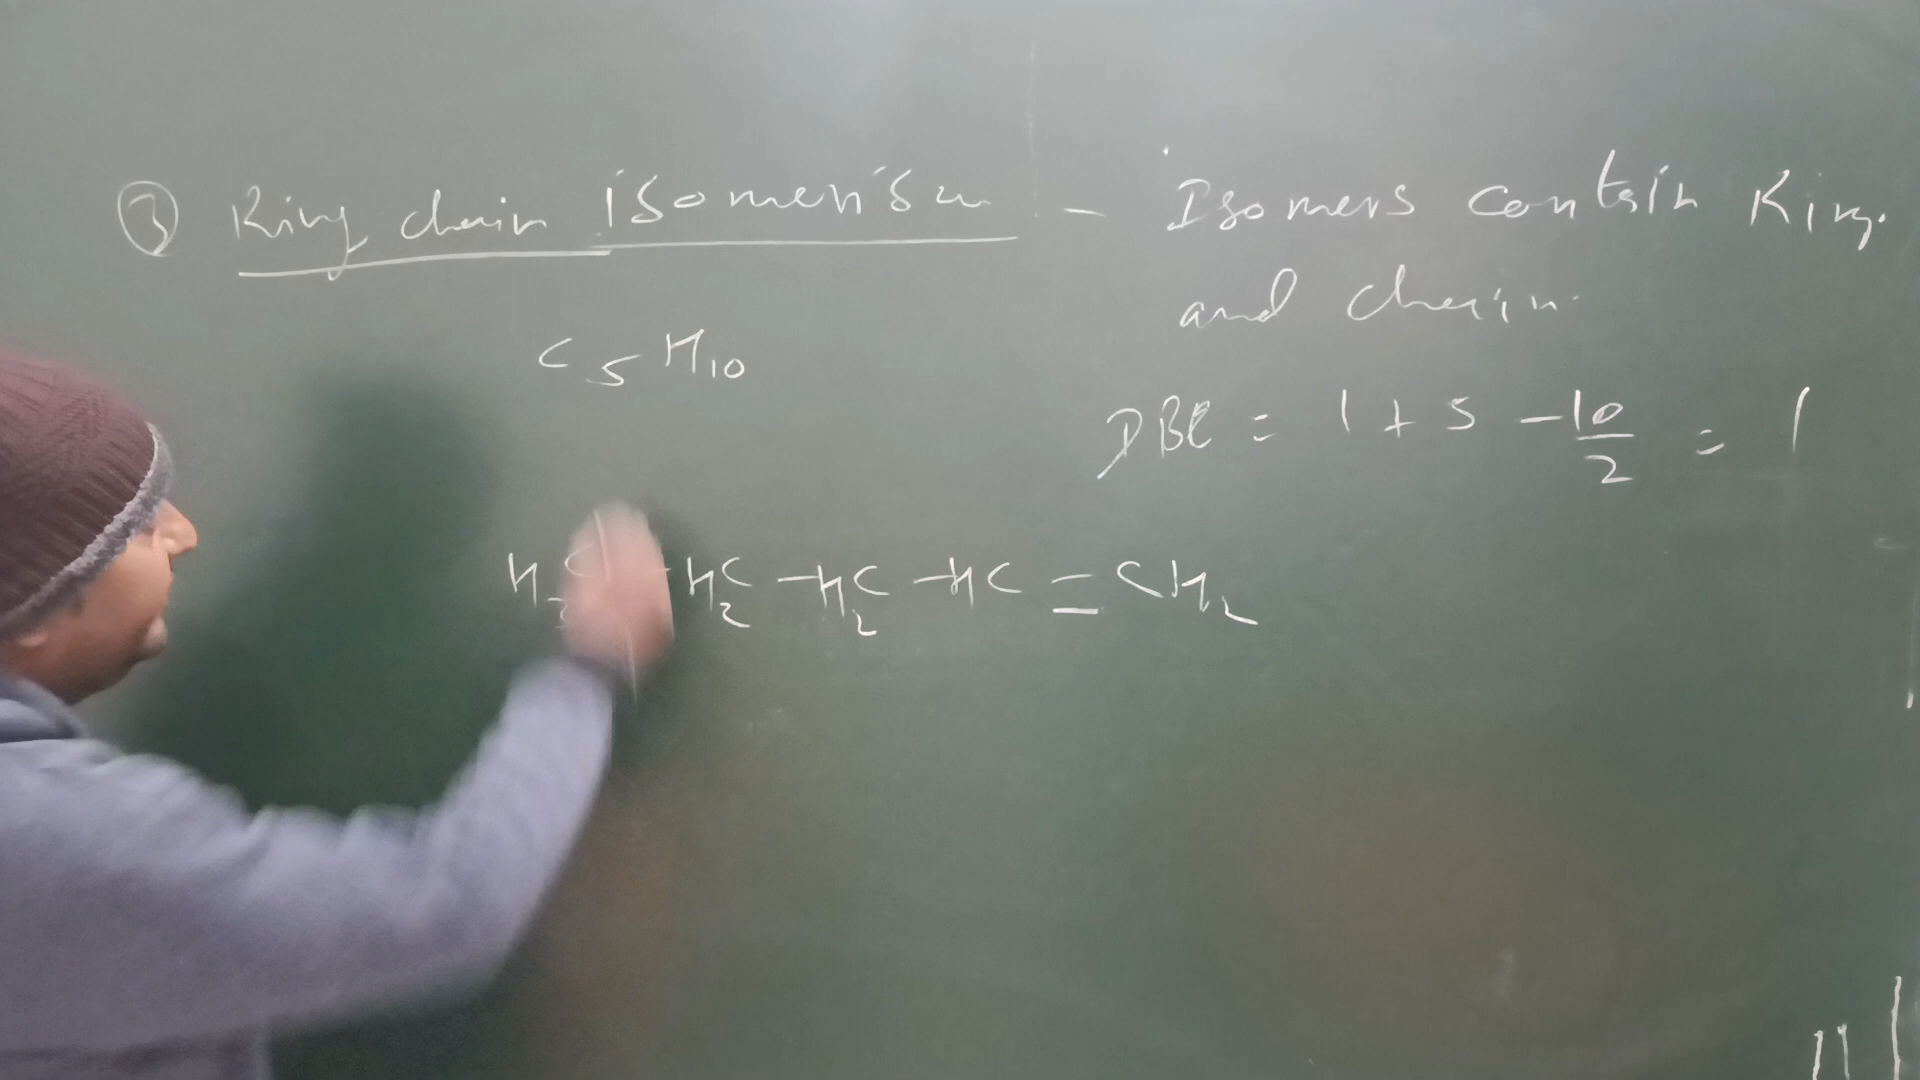 ③ Ring chain isomerism - Isomers contain Ring.
and chain.
C5H10
DBE = 1 + 5 - 10/2 = 1
H2C - H2C - H2C - HC = CH2